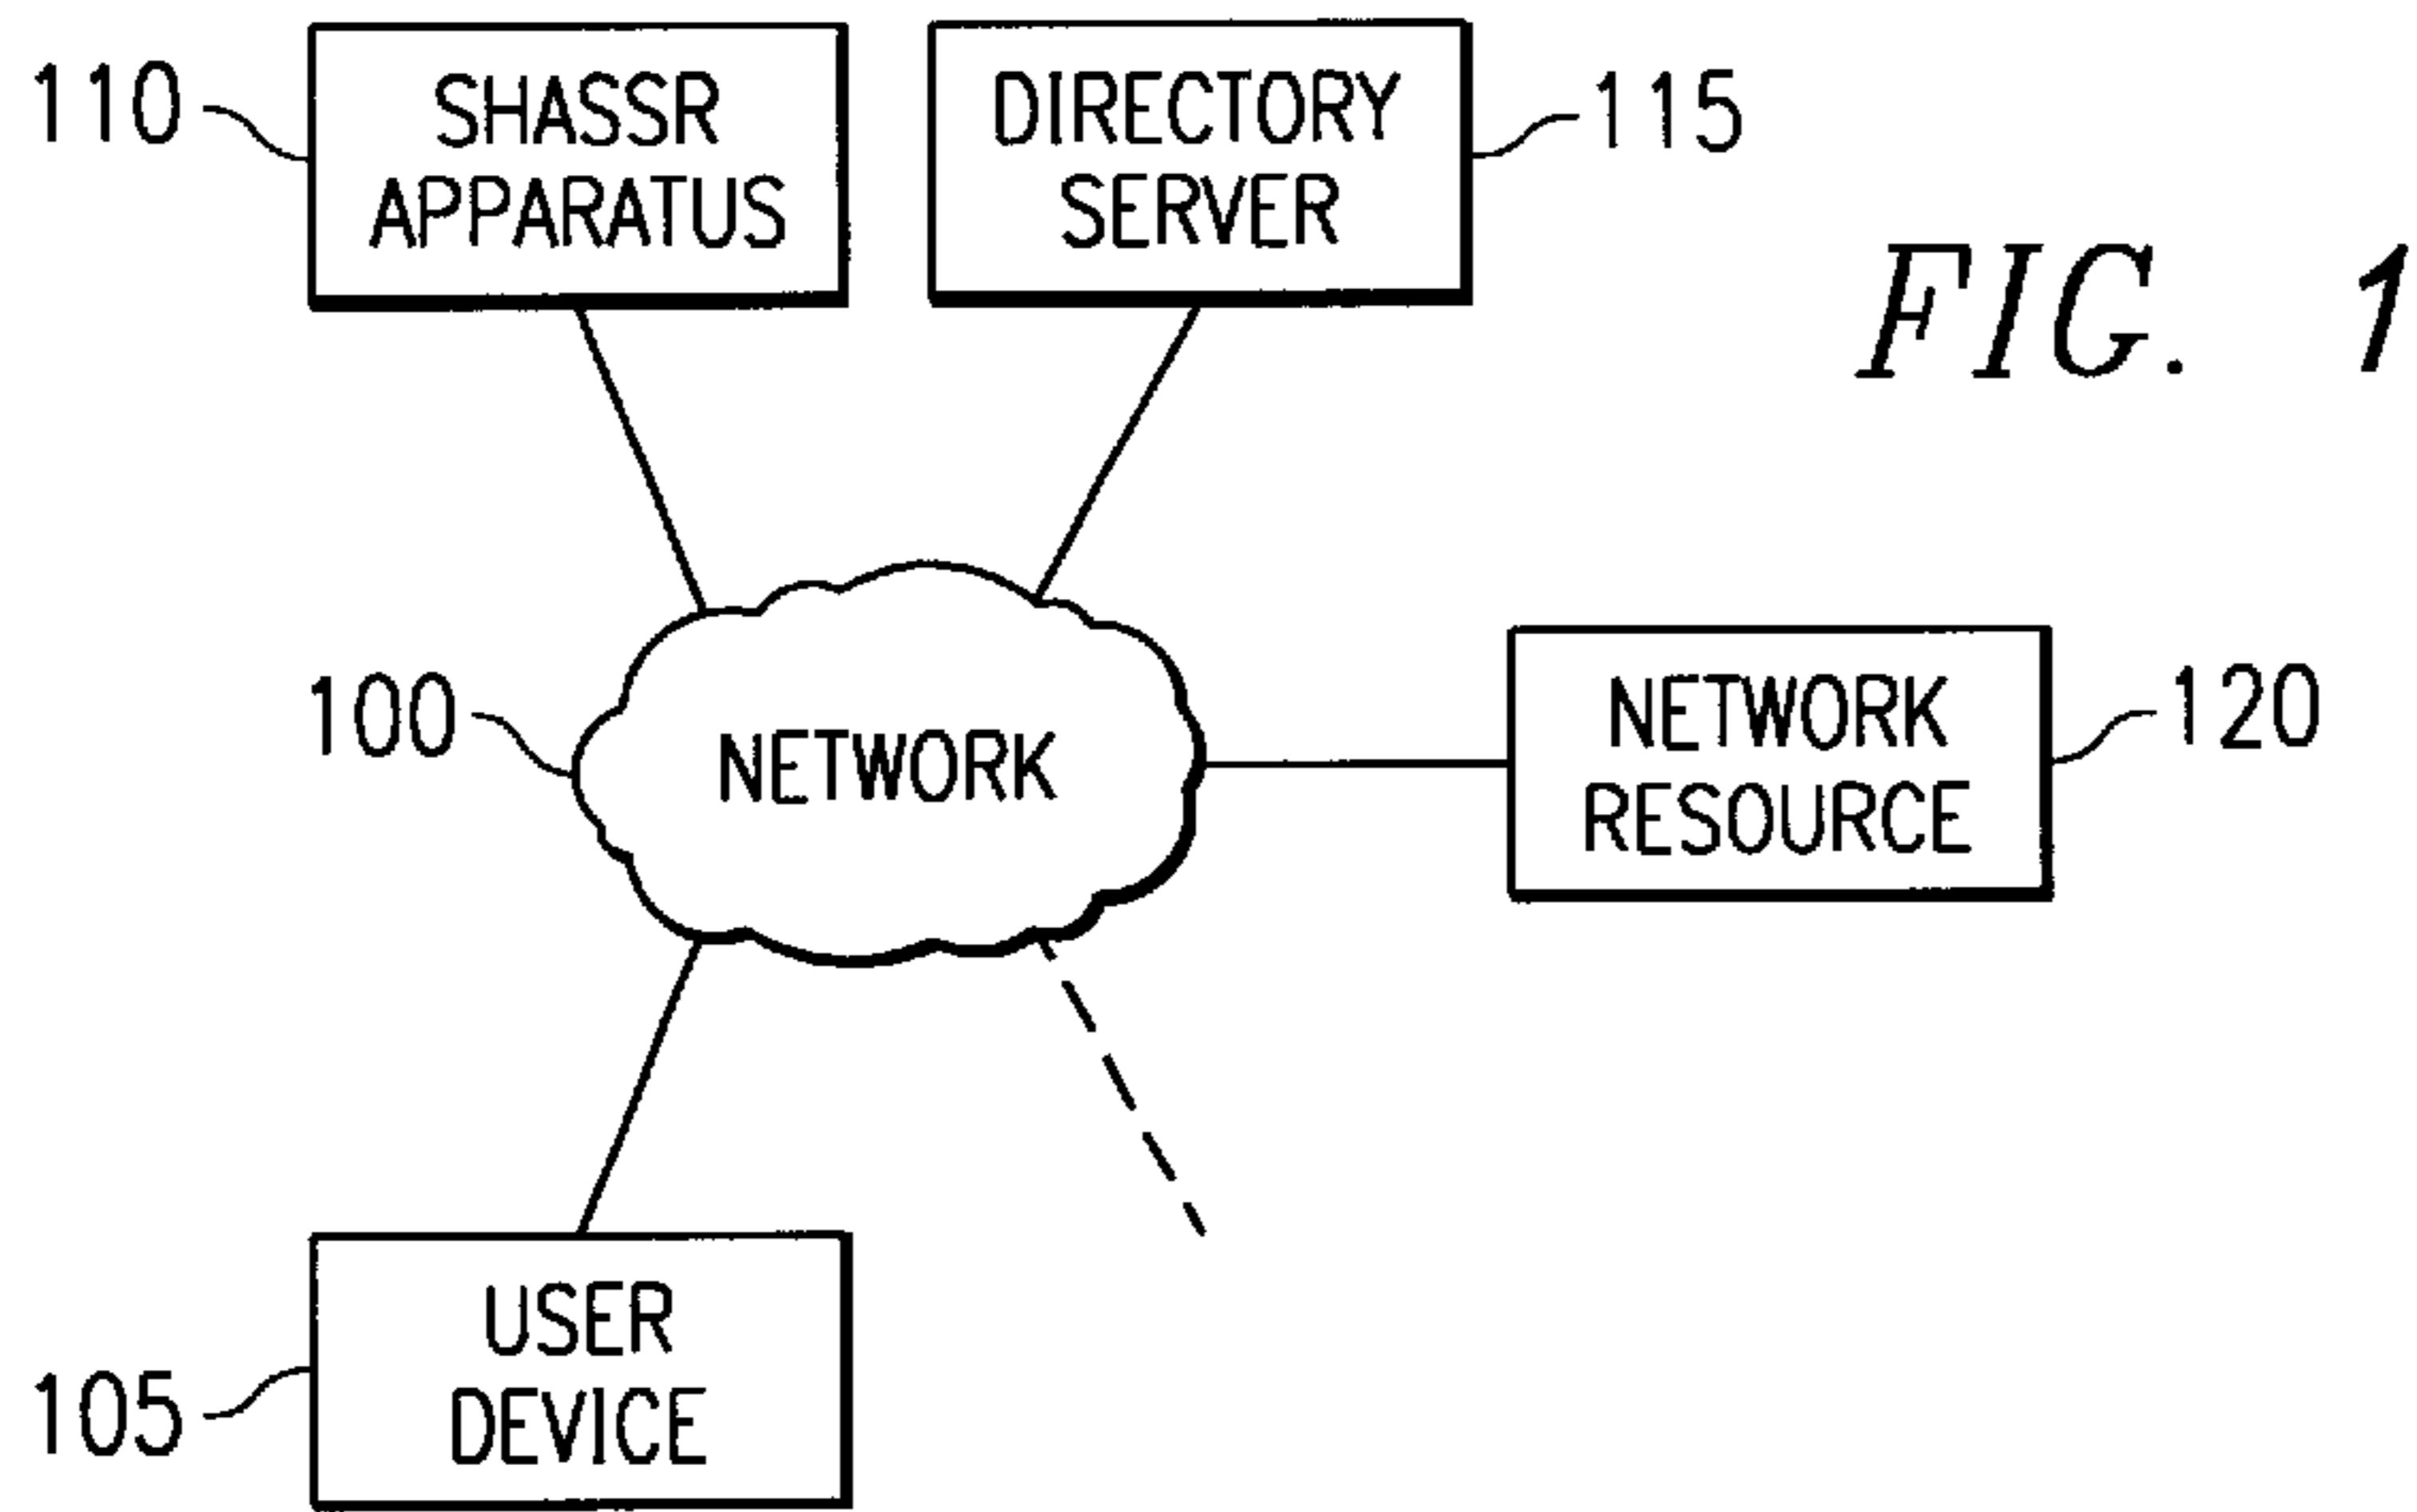 110
SHASSR
APPARATUS
DIRECTORY
SERVER
115
FIG. 1
100
NETWORK
NETWORK
RESOURCE
120
105
USER
DEVICE